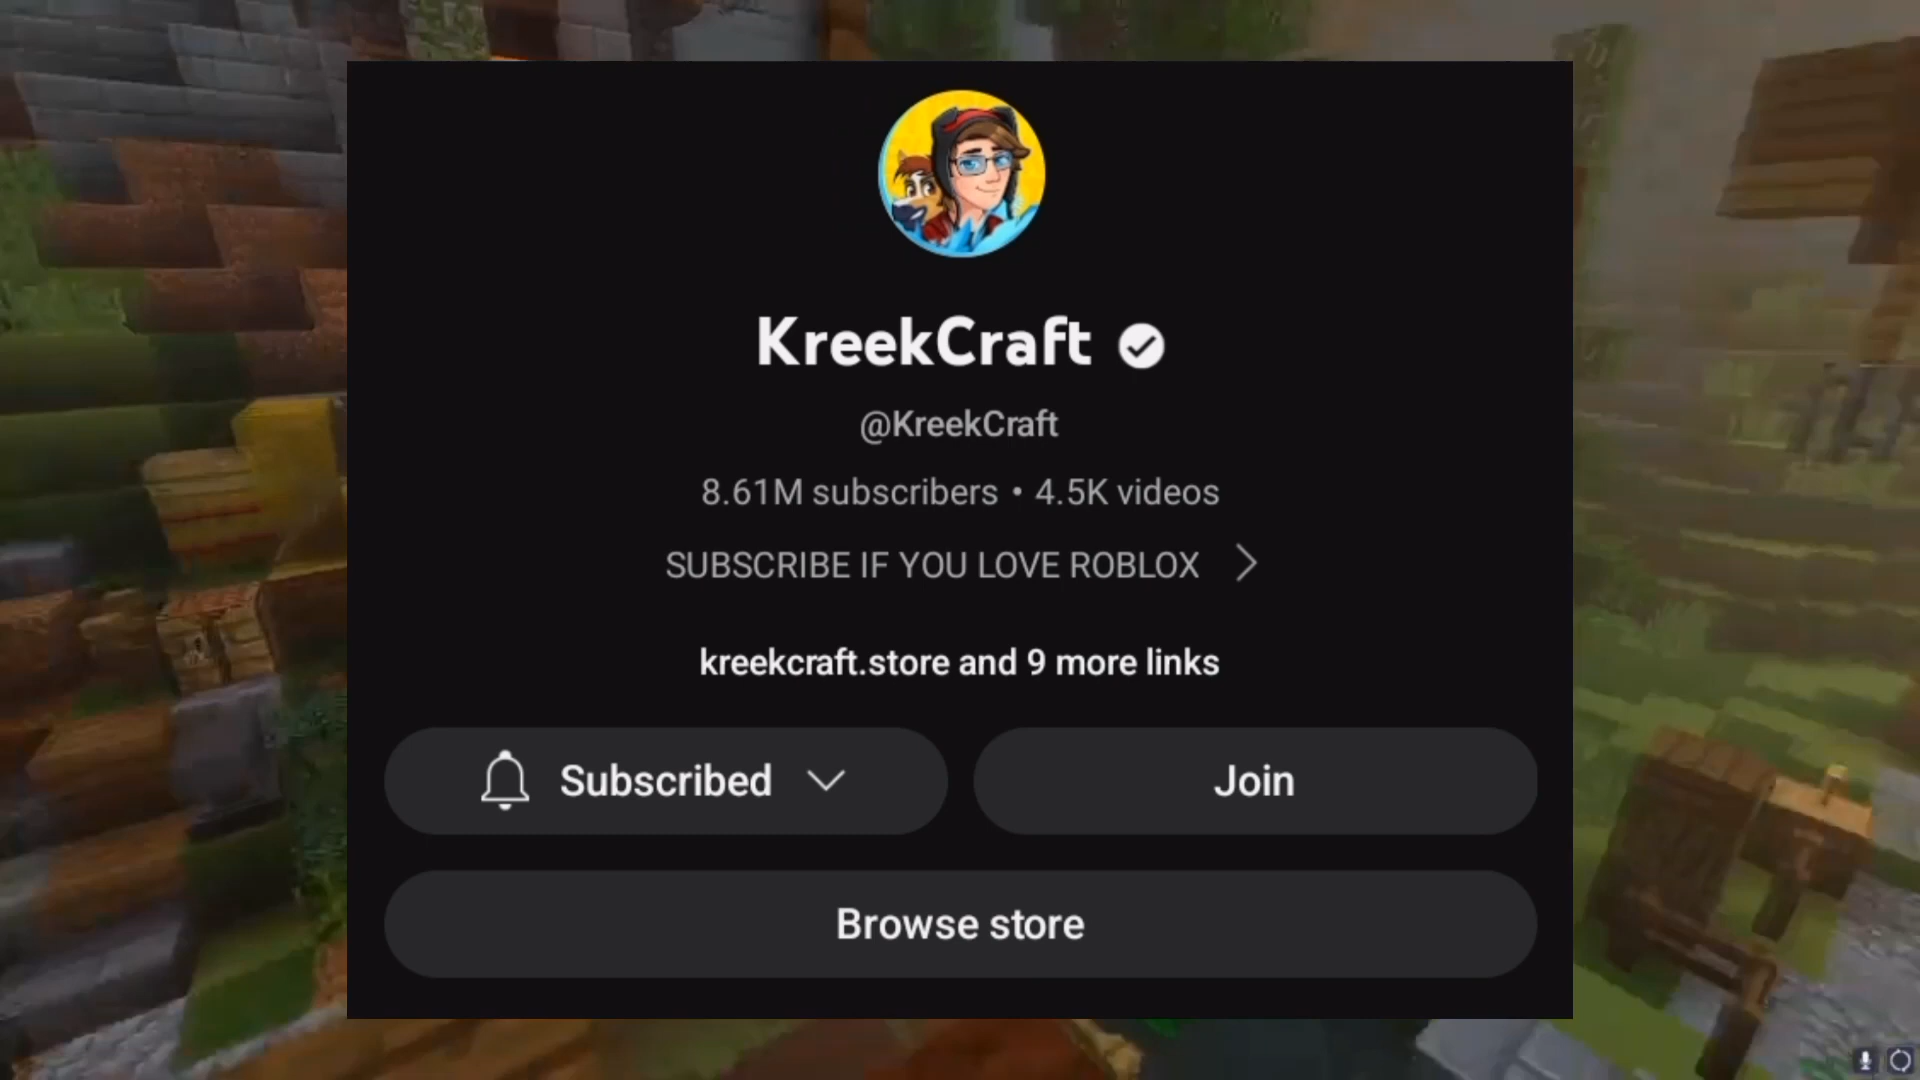 KreekCraft
@KreekCraft
8.61M subscribers • 4.5K videos
SUBSCRIBE IF YOU LOVE ROBLOX
kreekcraft.store and 9 more links
Subscribed
Join
Browse store